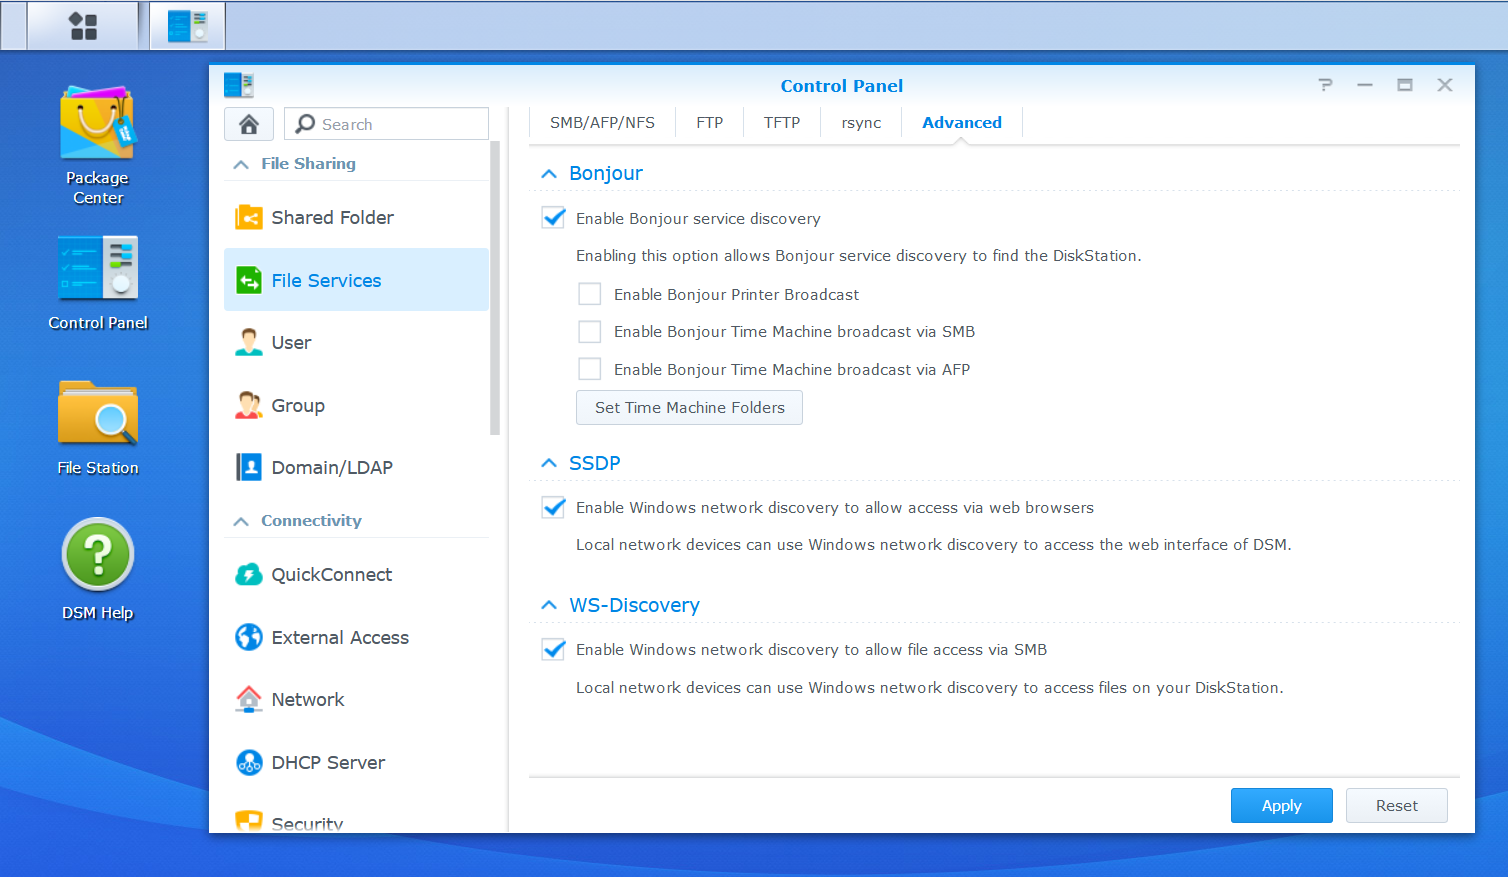 Control Panel
Search
File Sharing
Shared Folder
File Services
User
Group
Domain/LDAP
Connectivity
QuickConnect
External Access
Network
DHCP Server
Security
SMB/AFP/NFS
FTP
TFTP
rsync
Advanced
Bonjour
Enable Bonjour service discovery
Enabling this option allows Bonjour service discovery to find the DiskStation.
Enable Bonjour Printer Broadcast
Enable Bonjour Time Machine broadcast via SMB
Enable Bonjour Time Machine broadcast via AFP
Set Time Machine Folders
SSDP
Enable Windows network discovery to allow access via web browsers
Local network devices can use Windows network discovery to access the web interface of DSM.
WS-Discovery
Enable Windows network discovery to allow file access via SMB
Local network devices can use Windows network discovery to access files on your DiskStation.
Apply
Reset
Package
Center
Control Panel
File Station
DSM Help